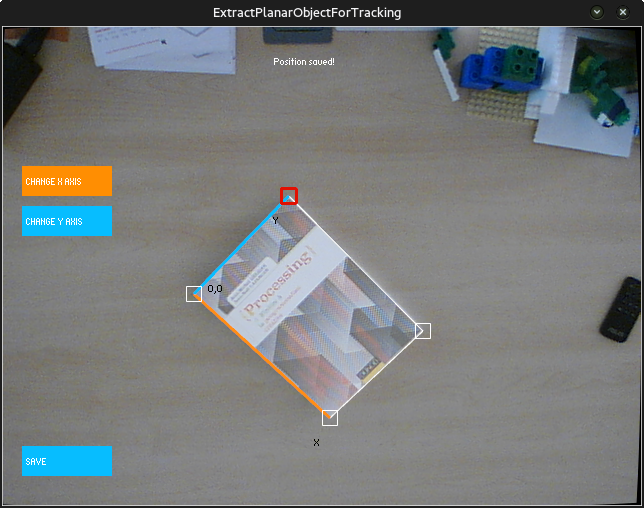 ExtractPlanarObjectForTracking
Position saved!
CHANGE X AXIS
CHANGE Y AXIS
Y
0,0
Processing
X
SAVE